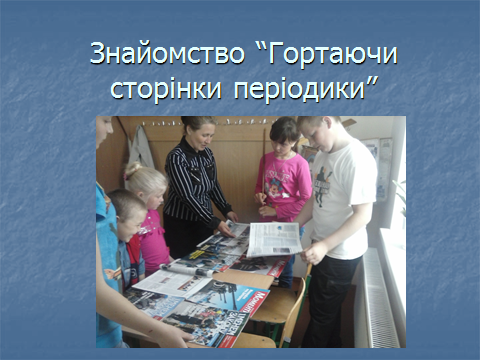 Знайомство “Гортаючи
сторінки періодики”